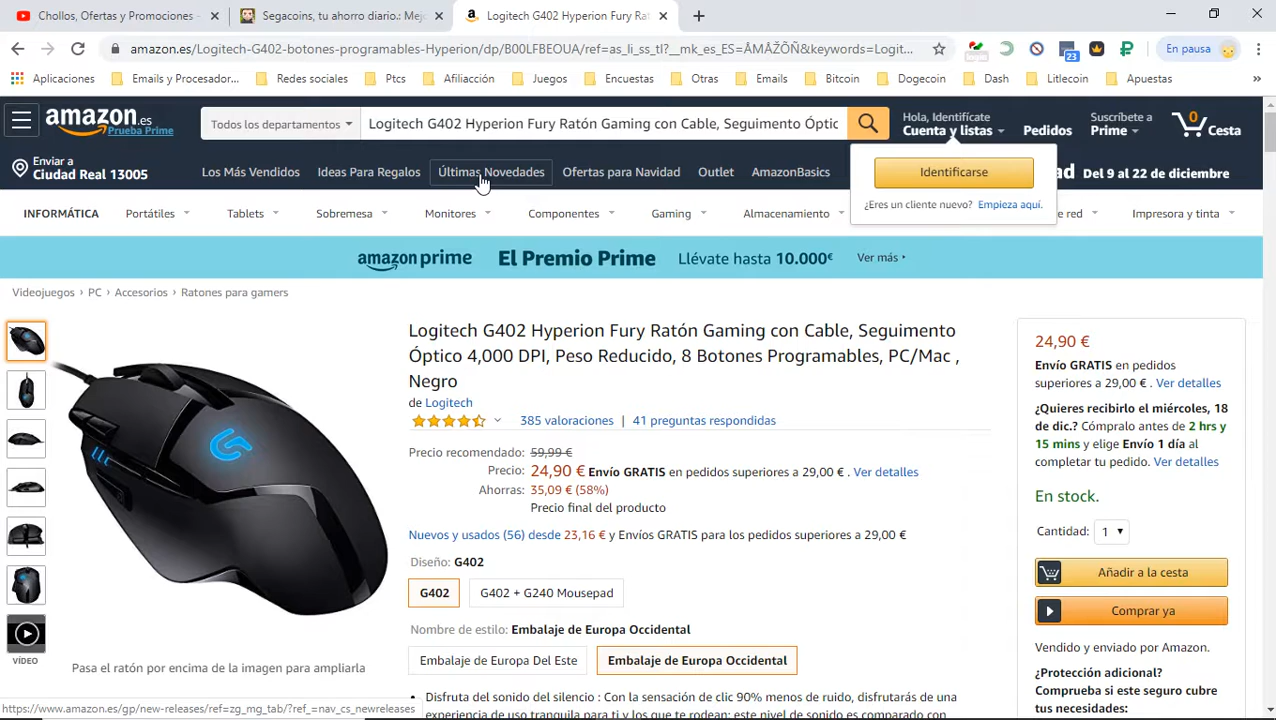 Chollos, Ofertas y Promociones -
Segacoins, tu ahorro diario.: Mej
Logitech G402 Hyperion Fury Rat
amazon.es/Logitech-G402-botones-programables-Hyperion/dp/B00LFBEOUA/ref=as_li_ss_tl?__mk_es_ES=ÅMÅŽÕÑ&keywords=Logit...
23
En pausa
Aplicaciones
Emails y Procesador...
Redes sociales
Ptcs
Afiliacción
Juegos
Encuestas
Otras
Emails
Bitcoin
Dogecoin
Dash
Litlecoin
Apuestas
»
amazon.es
Prueba Prime
Todos los departamentos
Logitech G402 Hyperion Fury Ratón Gaming con Cable, Seguimento Óptic
Hola, Identifícate
Cuenta y listas
Pedidos
Suscríbete a
Prime
0
Cesta
Enviar a
Ciudad Real 13005
Los Más Vendidos
Ideas Para Regalos
Últimas Novedades
Ofertas para Navidad
Outlet
AmazonBasics
Del 9 al 22 de diciembre
Identificarse
¿Eres un cliente nuevo? Empieza aquí.
INFORMÁTICA
Portátiles
Tablets
Sobremesa
Monitores
Componentes
Gaming
Almacenamiento
e red
Impresora y tinta
amazon prime
El Premio Prime
Llévate hasta 10.000€
Ver más ›
Videojuegos › PC › Accesorios › Ratones para gamers
Logitech G402 Hyperion Fury Ratón Gaming con Cable, Seguimento
Óptico 4,000 DPI, Peso Reducido, 8 Botones Programables, PC/Mac ,
Negro
de Logitech
385 valoraciones | 41 preguntas respondidas
Precio recomendado: 59,99 €
Precio: 24,90 € Envío GRATIS en pedidos superiores a 29,00 € . Ver detalles
Ahorras: 35,09 € (58%)
Precio final del producto
Nuevos y usados (56) desde 23,16 € y Envíos GRATIS para los pedidos superiores a 29,00 €
Diseño: G402
G402
G402 + G240 Mousepad
Nombre de estilo: Embalaje de Europa Occidental
Embalaje de Europa Del Este
Embalaje de Europa Occidental
• Disfruta del sonido del silencio : Con la sensación de clic 90% menos de ruido, disfrutarás de una
experiencia de uso tranquila para ti y los que te rodean; este nivel de sonido es comparado con
24,90 €
Envío GRATIS en pedidos
superiores a 29,00 € . Ver detalles
¿Quieres recibirlo el miércoles, 18
de dic.? Cómpralo antes de 2 hrs y
15 mins y elige Envío 1 día al
completar tu pedido. Ver detalles
En stock.
Cantidad: 1
Añadir a la cesta
Comprar ya
Vendido y enviado por Amazon.
¿Protección adicional?
Comprueba si este seguro cubre
tus necesidades:
VÍDEO
Pasa el ratón por encima de la imagen para ampliarla
https://www.amazon.es/gp/new-releases/ref=zg_mg_tab/?ref_=nav_cs_newreleases